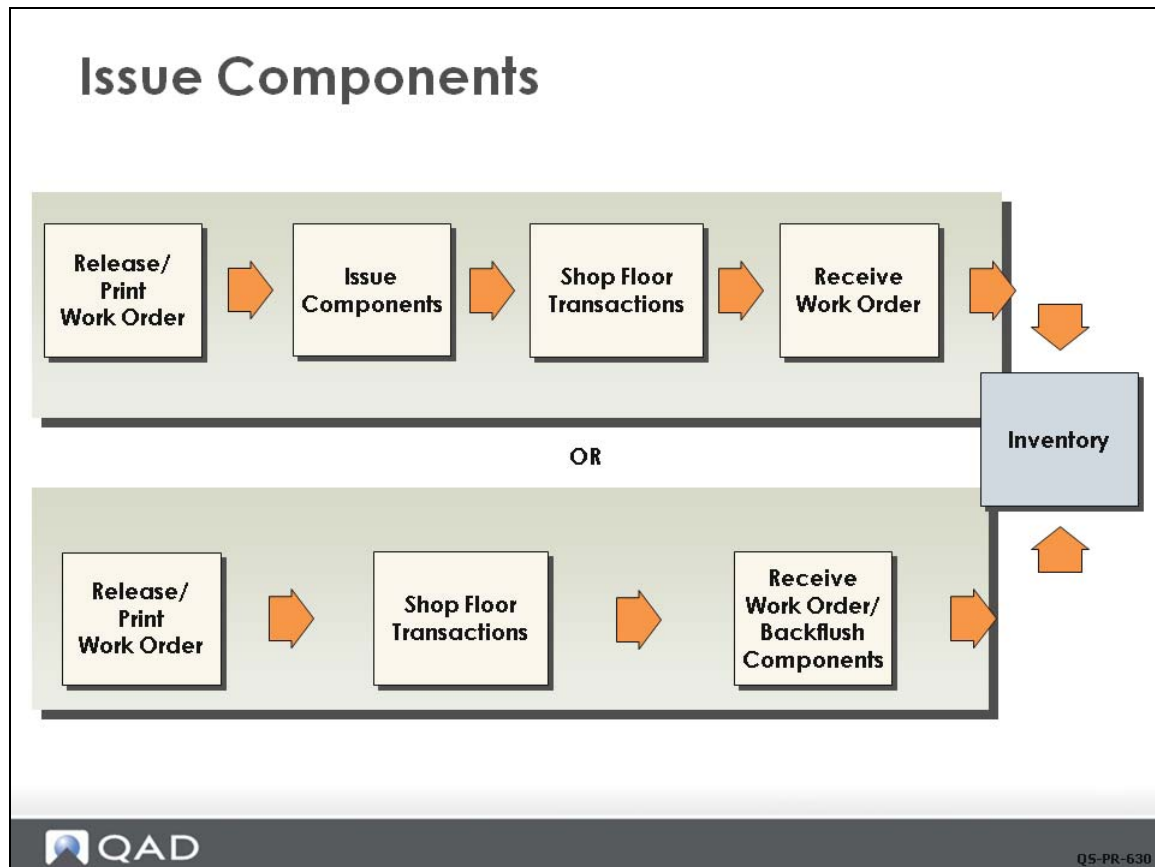 Issue Components
Release/
Print
Work Order
Issue
Components
Shop Floor
Transactions
Receive
Work Order
Inventory
OR
Release/
Print
Work Order
Shop Floor
Transactions
Receive
Work Order/
Backflush
Components
QAD
QS-PR-630